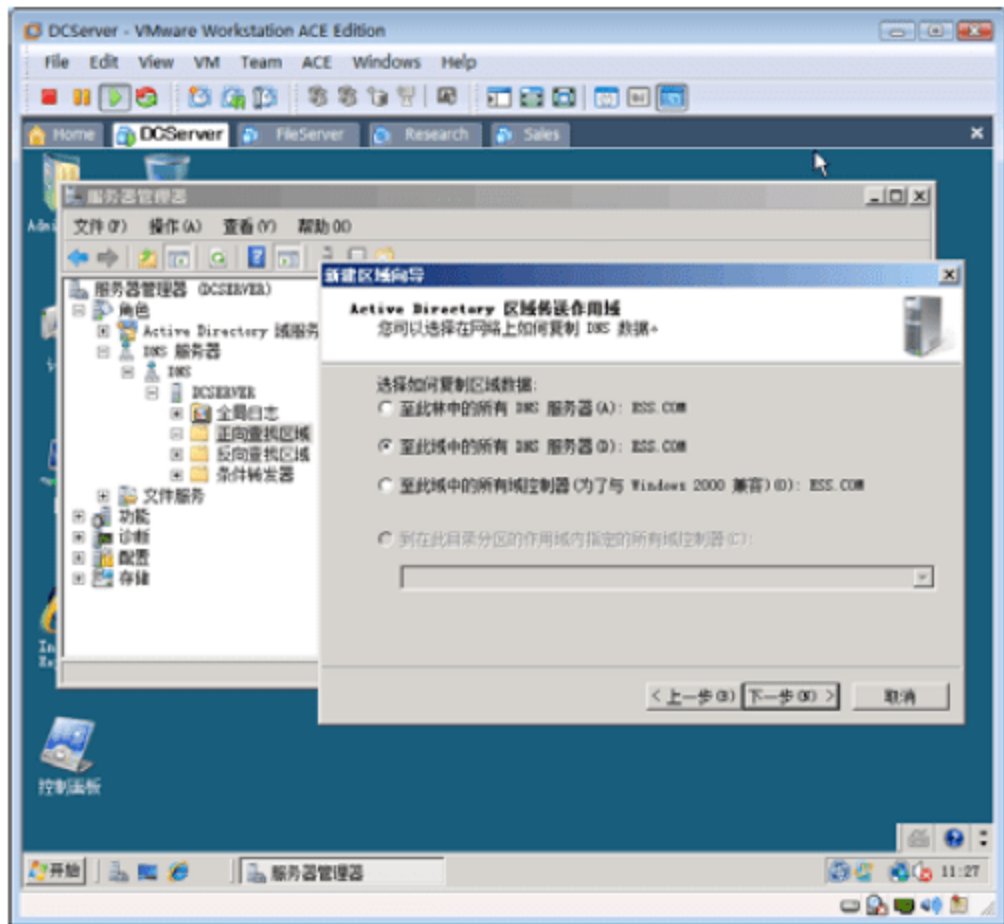 DCServer - VMware Workstation ACE Edition
File Edit View VM Team ACE Windows Help
Home DCServer FileServer Research Sales
服务器管理器
文件(F) 操作(A) 查看(V) 帮助(H)
服务器管理器 (DCSERVER)
角色
Active Directory 域服务
DNS 服务器
DNS
DCSERVER
全局日志
正向查找区域
反向查找区域
条件转发器
文件服务
功能
诊断
配置
存储
新建区域向导
Active Directory 区域传送作用域
您可以选择在网络上如何复制 DNS 数据。
选择如何复制区域数据:
至此林中的所有 DNS 服务器(A): ESS.COM
至此域中的所有 DNS 服务器(D): ESS.COM
至此域中的所有域控制器(为了与 Windows 2000 兼容)(O): ESS.COM
到在此目录分区的作用域内指定的所有域控制器(C):
< 上一步(B) 下一步(N) > 取消
控制面板
开始 服务器管理器 11:27